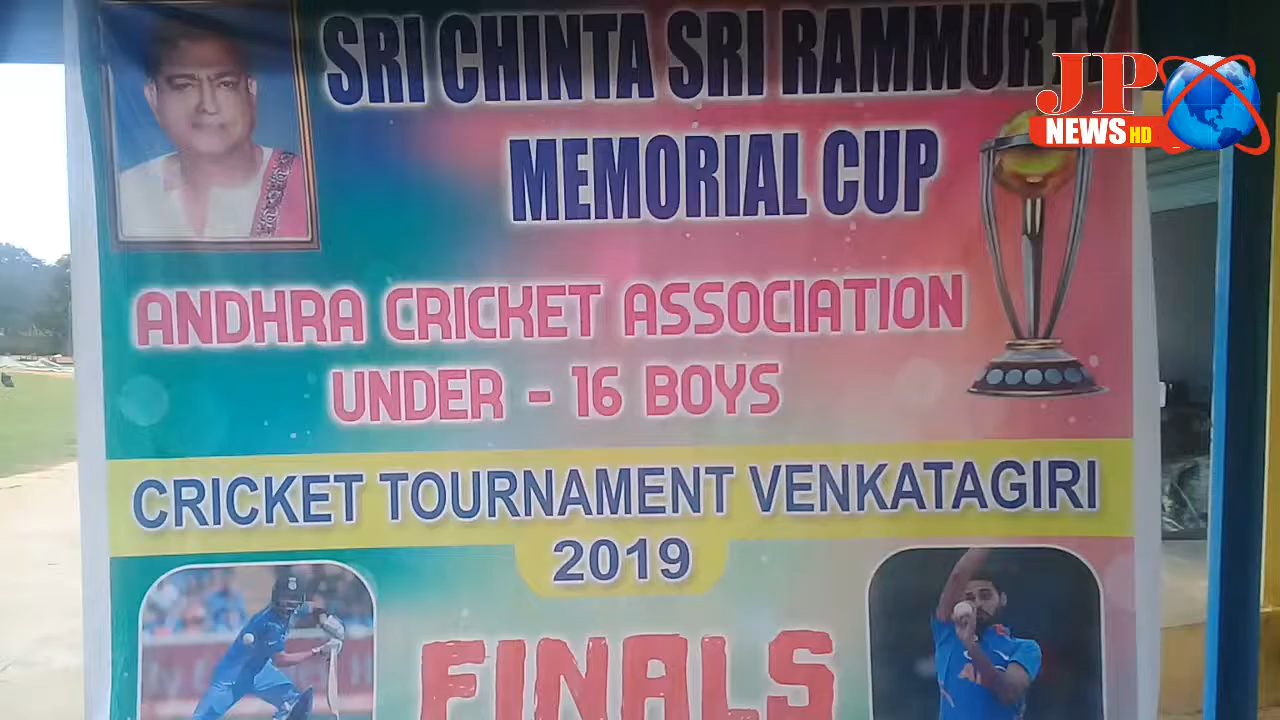 SRI CHINTA SRI RAMMURTY
MEMORIAL CUP
ANDHRA CRICKET ASSOCIATION
UNDER - 16 BOYS
CRICKET TOURNAMENT VENKATAGIRI
2019
FINALS
JP
NEWS HD